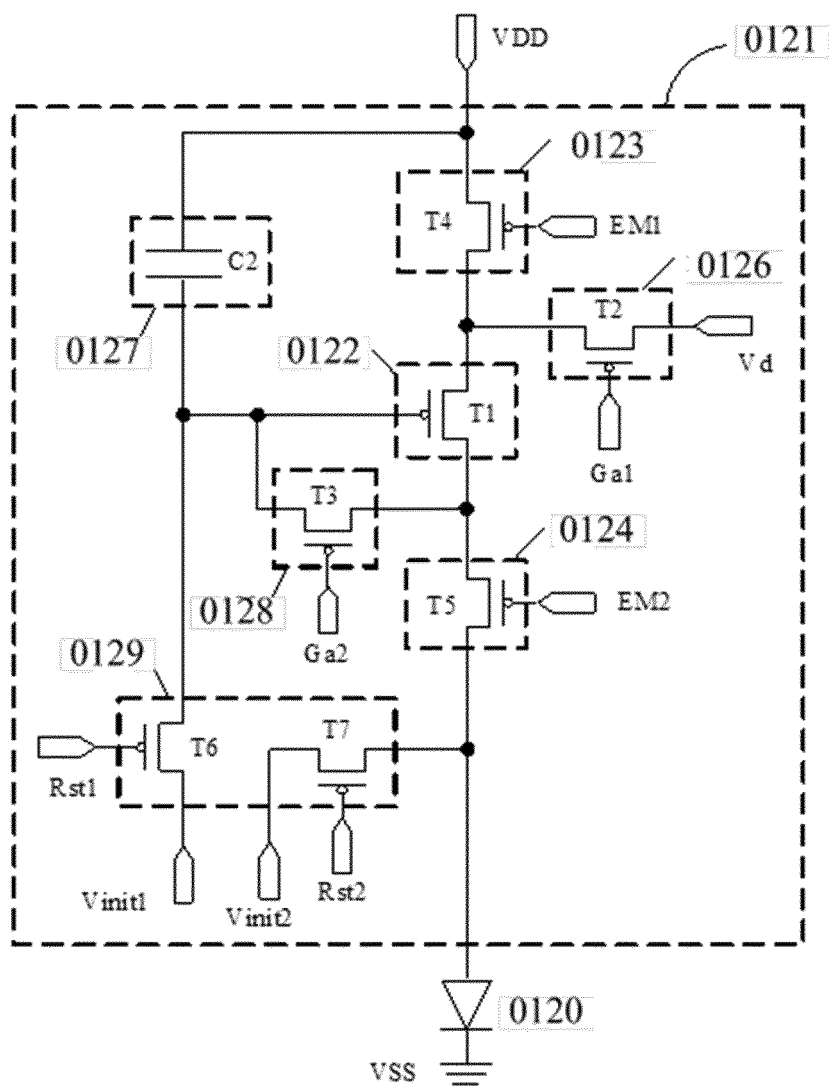 VDD
0121
0123
T4
EM1
C2
0126
T2
0127
0122
Vd
T1
Ga1
T3
0124
0128
T5
EM2
Ga2
0129
T6
T7
Rst1
Rst2
Vinit1
Vinit2
0120
VSS